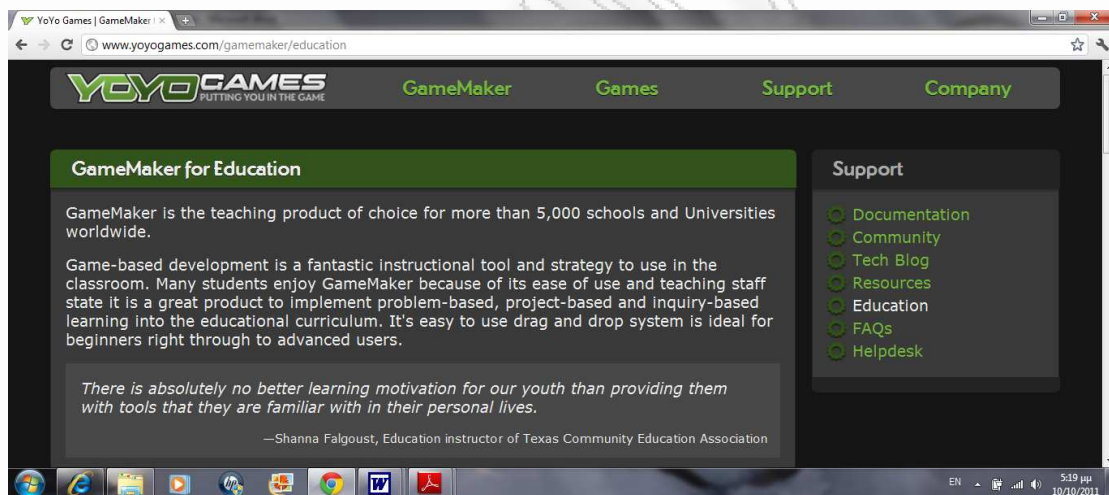 YoYo Games | GameMaker
www.yoyogames.com/gamemaker/education
YOYOGAMES
PUTTING YOU IN THE GAME
GameMaker Games Support Company
GameMaker for Education
GameMaker is the teaching product of choice for more than 5,000 schools and Universities
worldwide.
Game-based development is a fantastic instructional tool and strategy to use in the
classroom. Many students enjoy GameMaker because of its ease of use and teaching staff
state it is a great product to implement problem-based, project-based and inquiry-based
learning into the educational curriculum. It's easy to use drag and drop system is ideal for
beginners right through to advanced users.
There is absolutely no better learning motivation for our youth than providing them
with tools that they are familiar with in their personal lives.
—Shanna Falgoust, Education instructor of Texas Community Education Association
Support
Documentation
Community
Tech Blog
Resources
Education
FAQs
Helpdesk
EN
5:19 μμ
10/10/2011